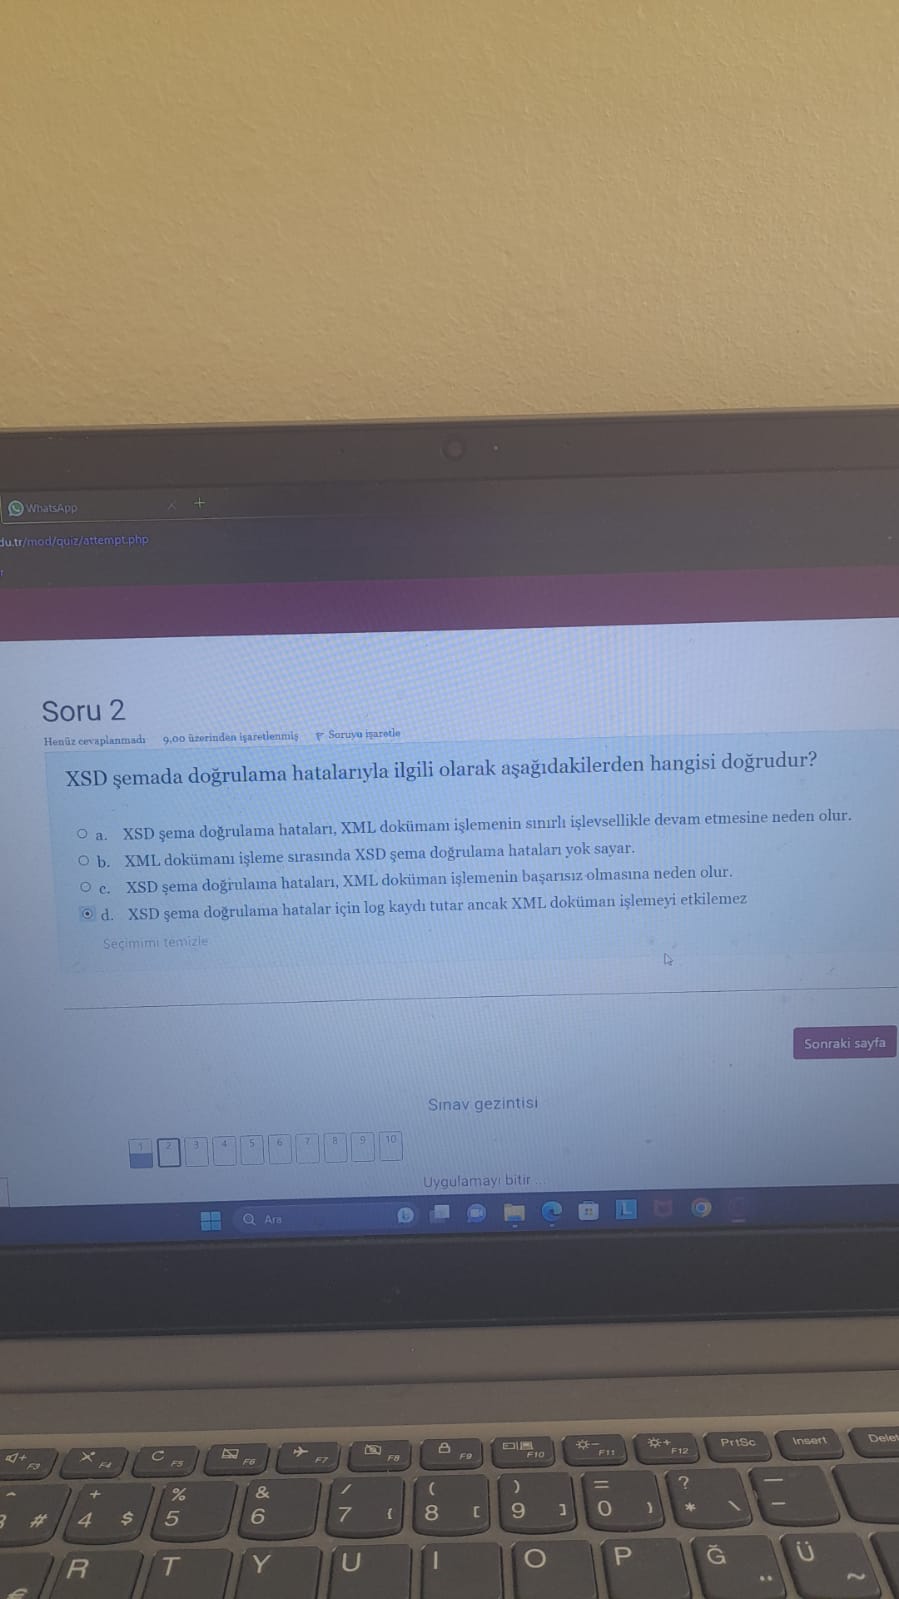 WhatsApp
du.tr/mod/quiz/attempt.php
Soru 2
Henüz cevaplanmadı 9,00 üzerinden işaretlenmiş Soruyu işaretle
XSD şemada doğrulama hatalarıyla ilgili olarak aşağıdakilerden hangisi doğrudur?
a. XSD şema doğrulama hataları, XML dokümanı işlemenin sınırlı işlevsellikle devam etmesine neden olur.
b. XML dokümanı işleme sırasında XSD şema doğrulama hataları yok sayar.
c. XSD şema doğrulama hataları, XML doküman işlemenin başarısız olmasına neden olur.
d. XSD şema doğrulama hatalar için log kaydı tutar ancak XML doküman işlemeyi etkilemez
Seçimimi temizle
Sonraki sayfa
Sınav gezintisi
1 2 3 4 5 6 7 8 9 10
Uygulamayı bitir ...
Ara
F3 F4 F5 F6 F7 F8 F9 F10 F11 F12 PrtSc Insert Delet
# + 4 $ % 5 & 6 / 7 { ( 8 [ ) 9 ] = 0 } ? * \ — –
€ R T Y U I O P Ğ ¨ Ü ~